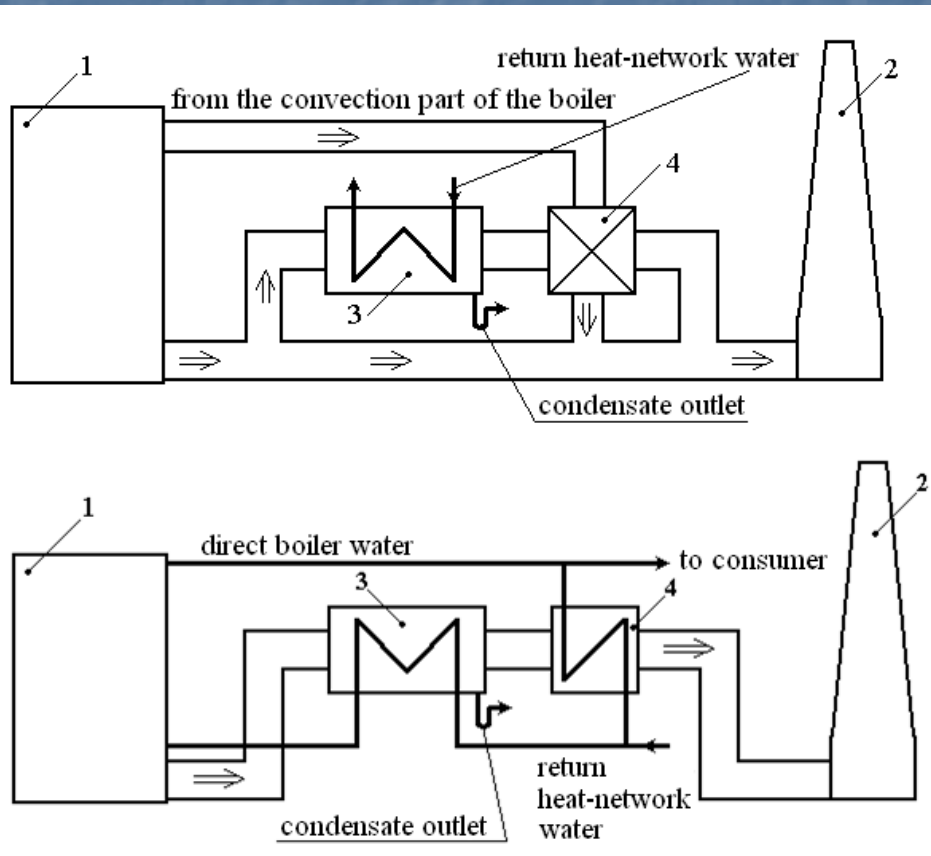 return heat-network water
1
2
from the convection part of the boiler
4
3
condensate outlet
1
2
direct boiler water
to consumer
3
4
return
heat-network
water
condensate outlet